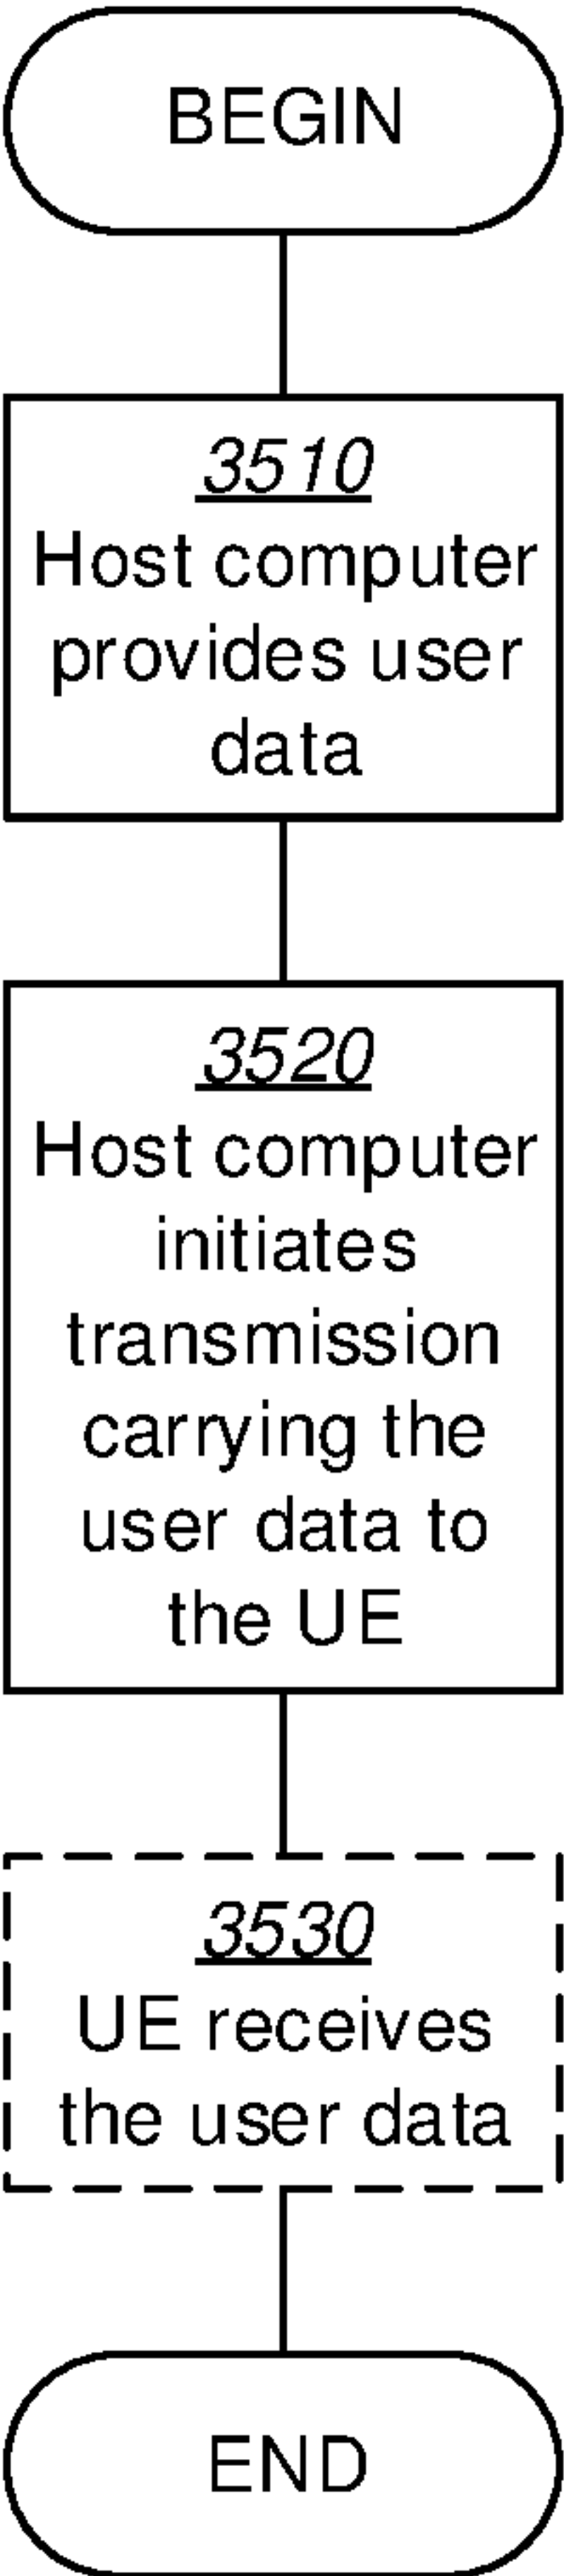 BEGIN
3510
Host computer
provides user
data
3520
Host computer
initiates
transmission
carrying the
user data to
the UE
3530
UE receives
the user data
END